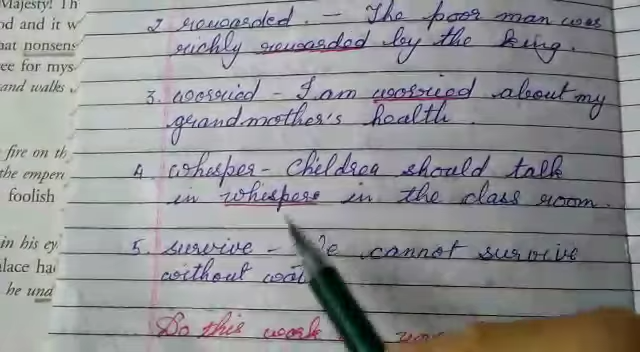 Majesty! Th
od and it w
hat nonsens
ee for mys
and walks
fire on th
the empero
foolish
in his ey
alace had
he und
2 rewarded. - The poor man was
richly rewarded by the king.
3. worried - I am worried about my
grandmother's health.
4. whisper - Children should talk
in whispers in the class room.
5. survive - cannot survive
without
Do this work